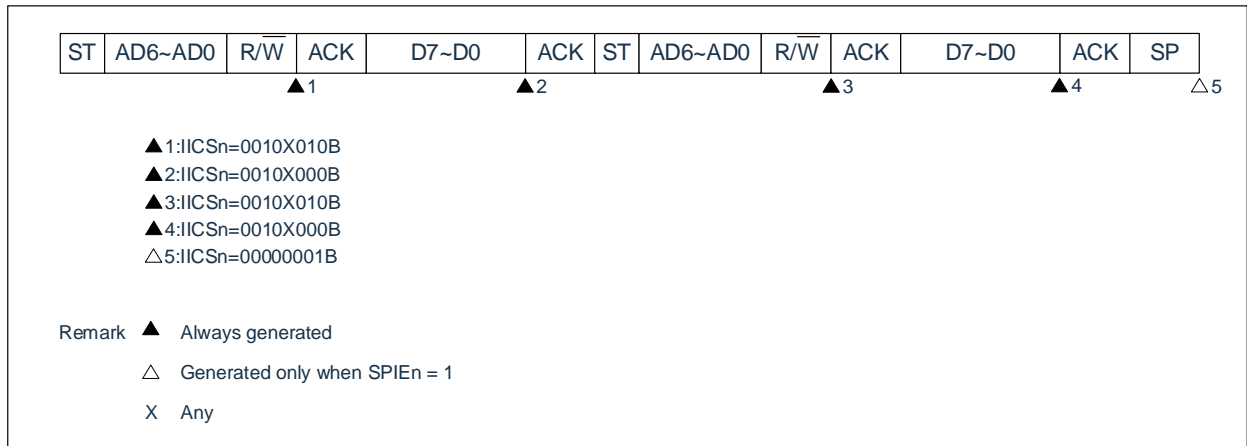 ST AD6~AD0 R/W̅ ACK D7~D0 ACK ST AD6~AD0 R/W̅ ACK D7~D0 ACK SP
▲1 ▲2 ▲3 ▲4 △5
▲1:IICSn=0010X010B
▲2:IICSn=0010X000B
▲3:IICSn=0010X010B
▲4:IICSn=0010X000B
△5:IICSn=00000001B
Remark ▲ Always generated
△ Generated only when SPIEn = 1
X Any